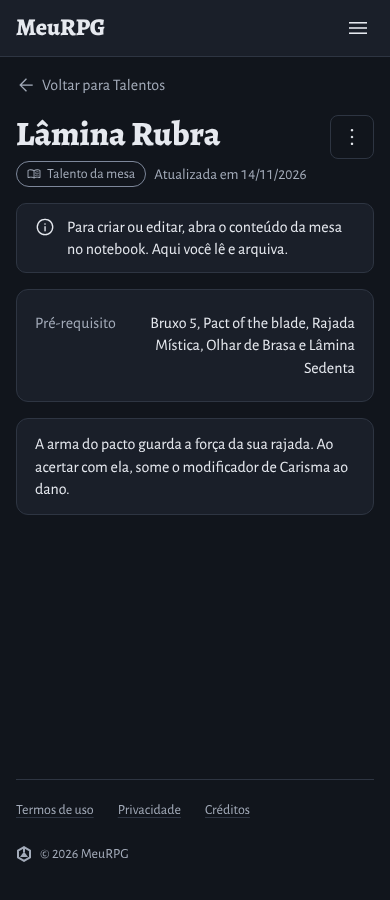 MeuRPG
Voltar para Talentos
Lâmina Rubra
Talento da mesa
Atualizada em 14/11/2026
Para criar ou editar, abra o conteúdo da mesa
no notebook. Aqui você lê e arquiva.
Pré-requisito
Bruxo 5, Pact of the blade, Rajada
Mística, Olhar de Brasa e Lâmina
Sedenta
A arma do pacto guarda a força da sua rajada. Ao
acertar com ela, some o modificador de Carisma ao
dano.
Termos de uso
Privacidade
Créditos
© 2026 MeuRPG